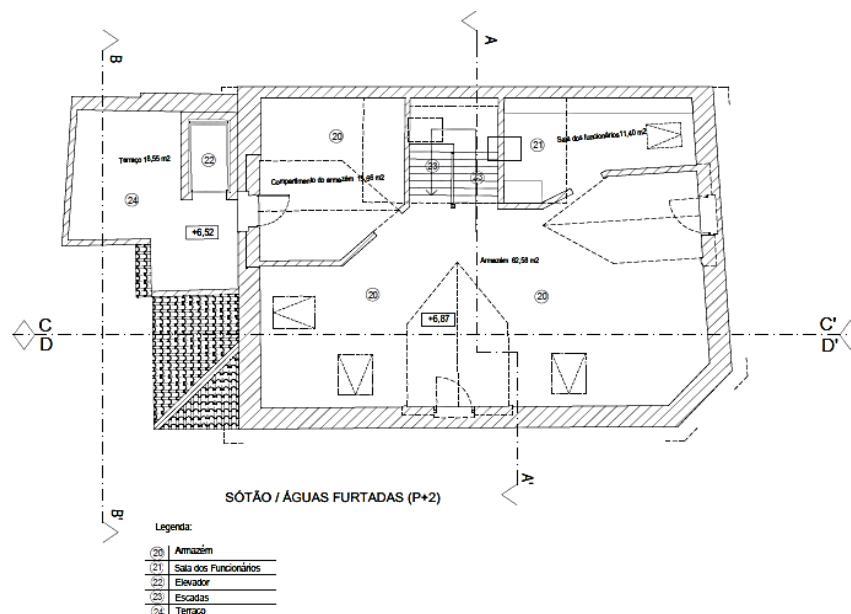 A
B
20
21
Sala dos funcionários 11,40 m2
22
Terraço 16,55 m2
23
23
Compartimento do armazém 15,98 m2
24
+6,52
Armazém 62,58 m2
20
20
+6,87
C
D
C'
D'
A'
B'
SÓTÃO / ÁGUAS FURTADAS (P+2)
Legenda:
20 Armazém
21 Sala dos Funcionários
22 Elevador
23 Escadas
24 Terraço